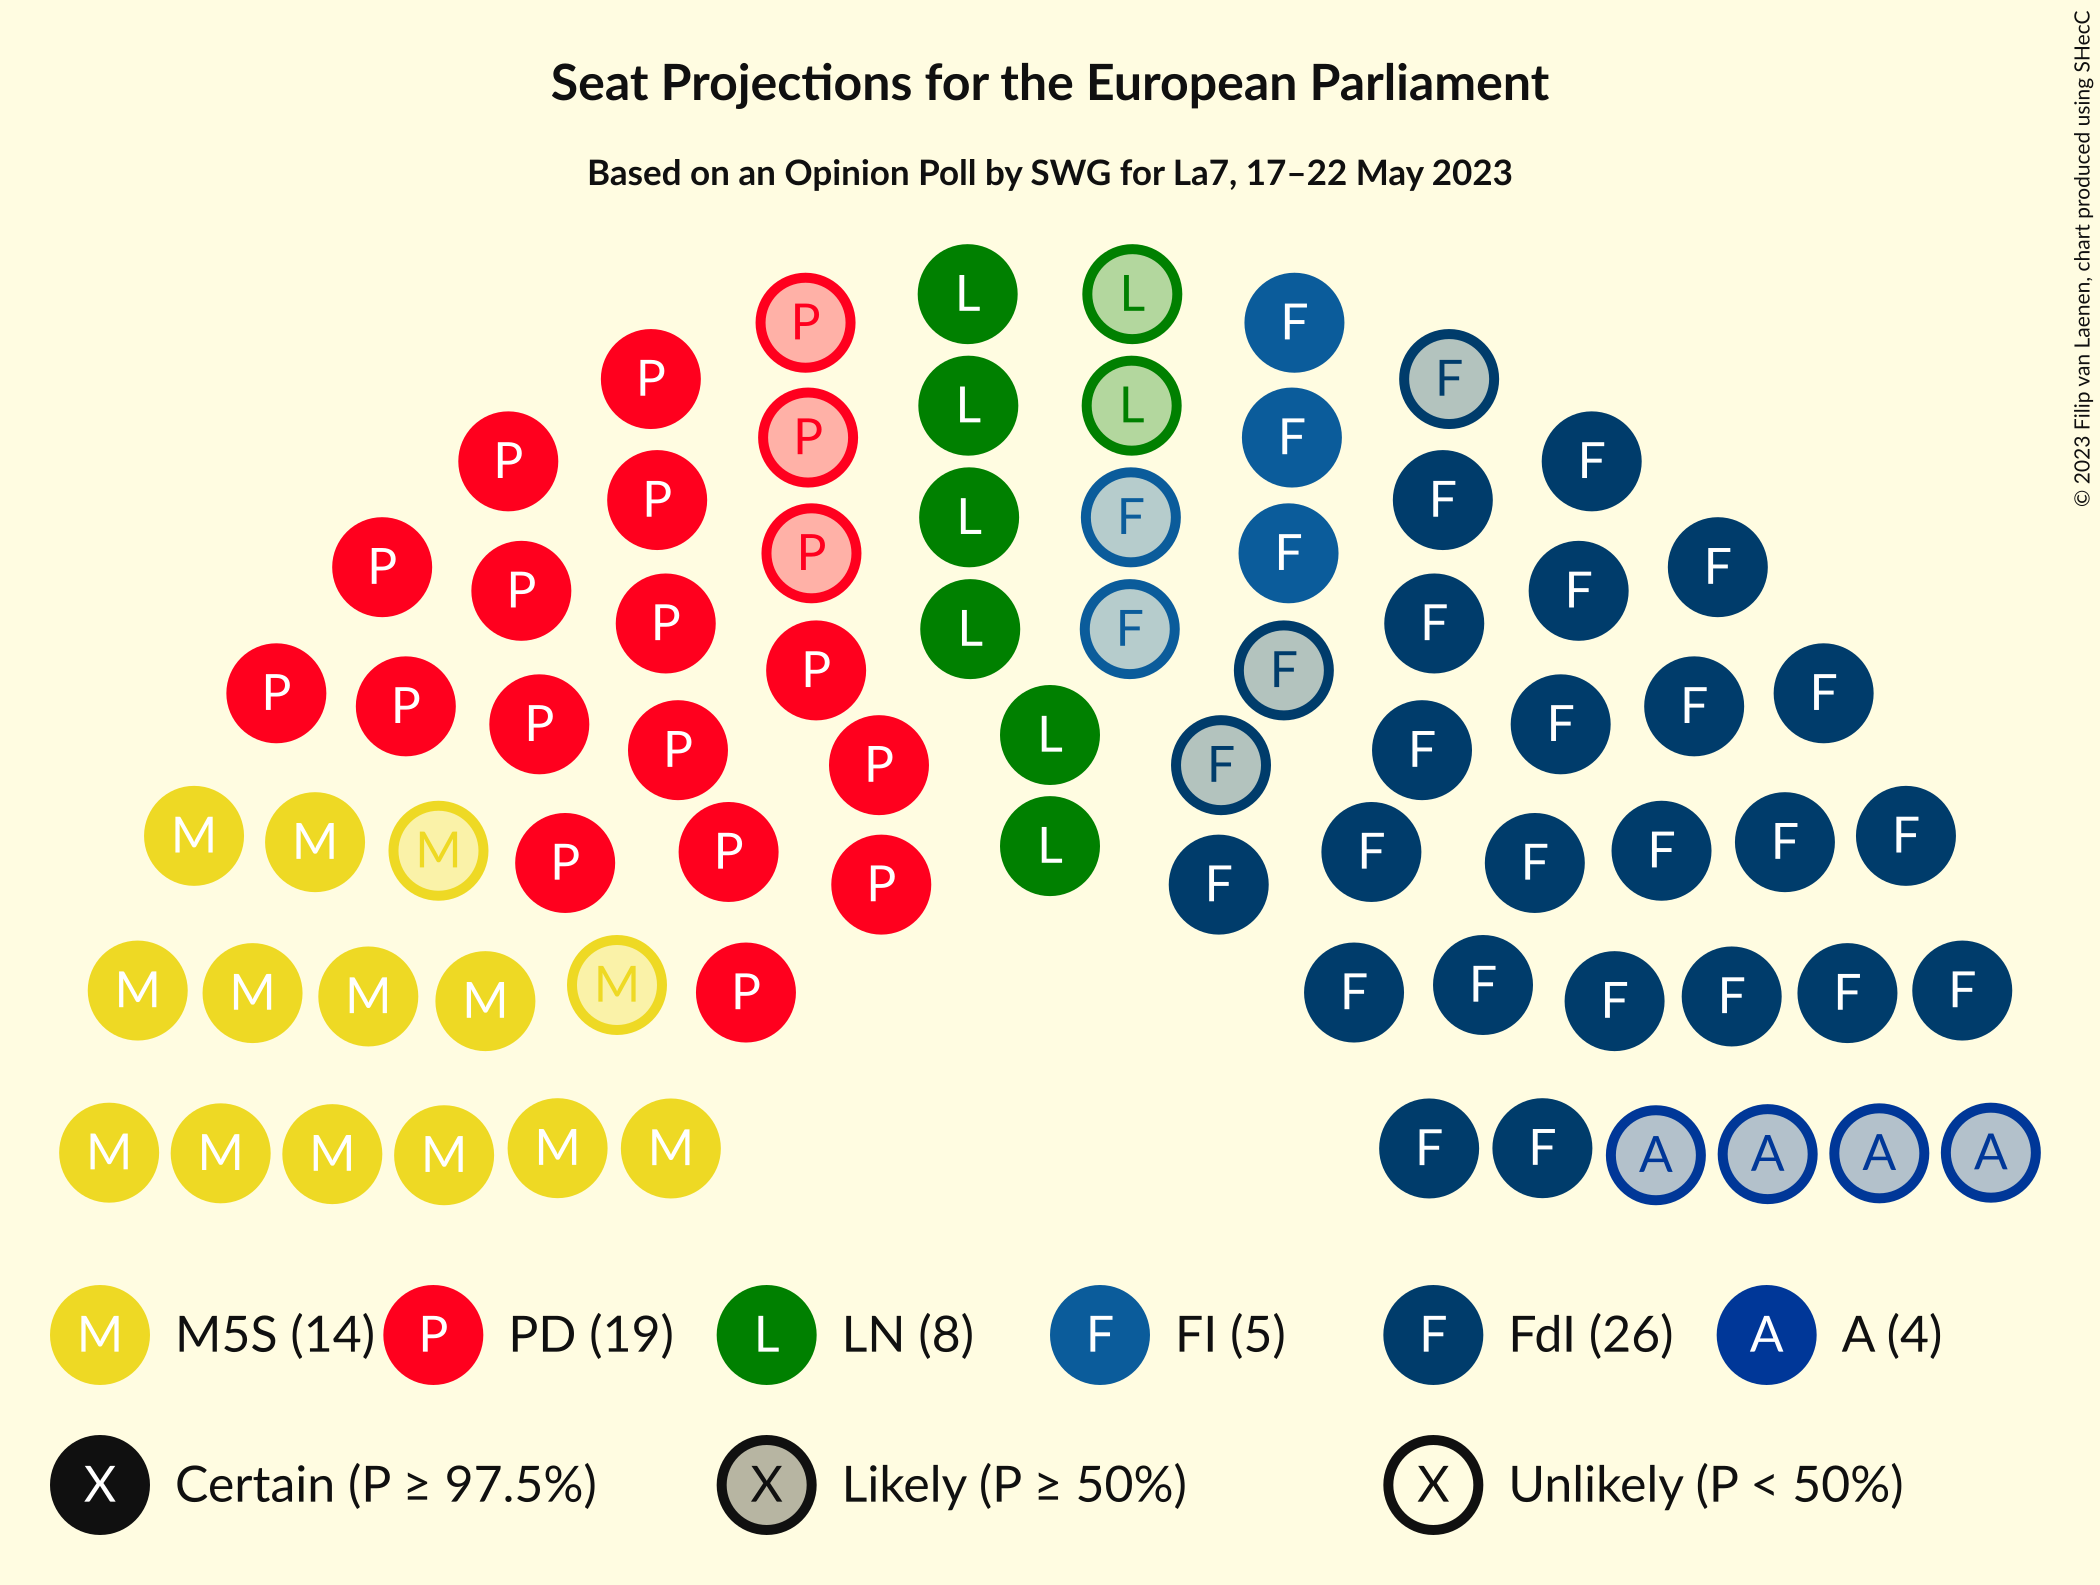 Seat Projections for the European Parliament
Based on an Opinion Poll by SWG for La7, 17–22 May 2023
© 2023 Filip van Laenen, chart produced using SHecC
L L
P F
P F
L L
P F
P F
P F
L F
P F
P F
P F
P F
L F
P F
P F
P F
P F
L
P F
P F
M F
M F
L
M P F F
P F
P F
M M M M M P F F F F F F
M M M M M M F F A A A A
M M5S (14) P PD (19) L LN (8) F FI (5) F FdI (26) A A (4)
X Certain (P ≥ 97.5%) X Likely (P ≥ 50%) X Unlikely (P < 50%)